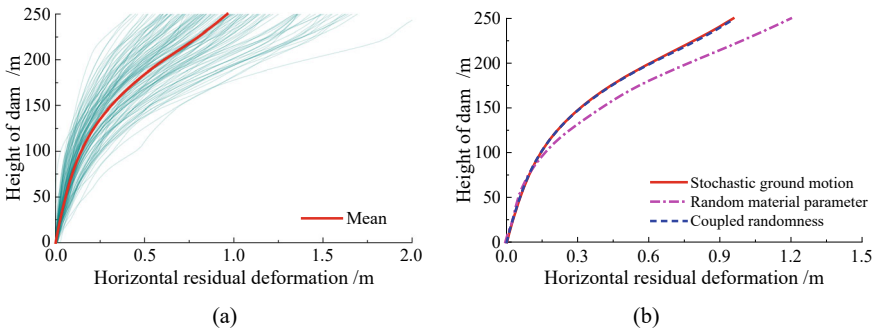 250
200
150
100
50
0
Height of dam /m
Mean
0.0 0.5 1.0 1.5 2.0
Horizontal residual deformation /m
(a)
250
200
150
100
50
0
Height of dam /m
Stochastic ground motion
Random material parameter
Coupled randomness
0.0 0.3 0.6 0.9 1.2 1.5
Horizontal residual deformation /m
(b)